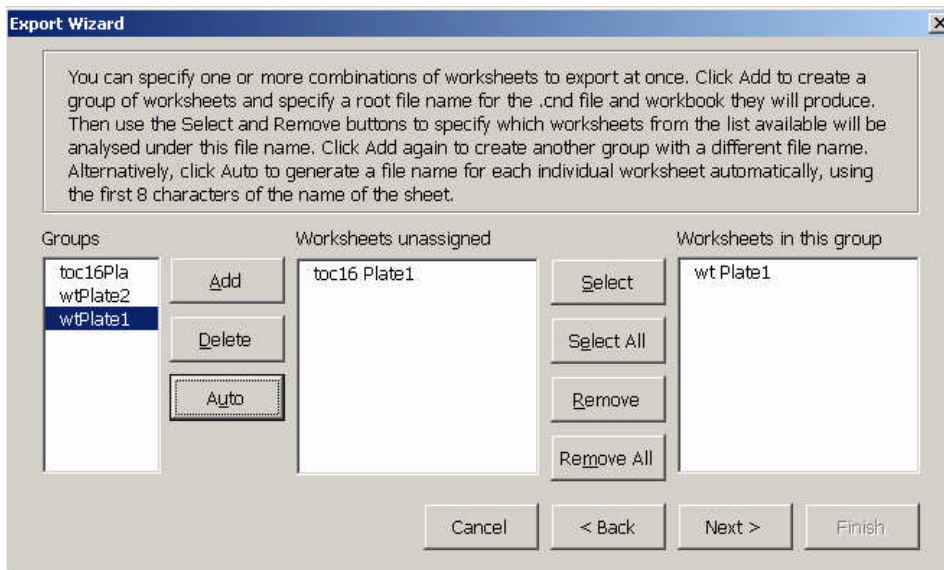 Export Wizard
You can specify one or more combinations of worksheets to export at once. Click Add to create a
group of worksheets and specify a root file name for the .cnd file and workbook they will produce.
Then use the Select and Remove buttons to specify which worksheets from the list available will be
analysed under this file name. Click Add again to create another group with a different file name.
Alternatively, click Auto to generate a file name for each individual worksheet automatically, using
the first 8 characters of the name of the sheet.
Groups
toc16Pla
wtPlate2
wtPlate1
Add
Delete
Auto
Worksheets unassigned
toc16 Plate1
Select
Select All
Remove
Remove All
Worksheets in this group
wt Plate1
Cancel
< Back
Next >
Finish